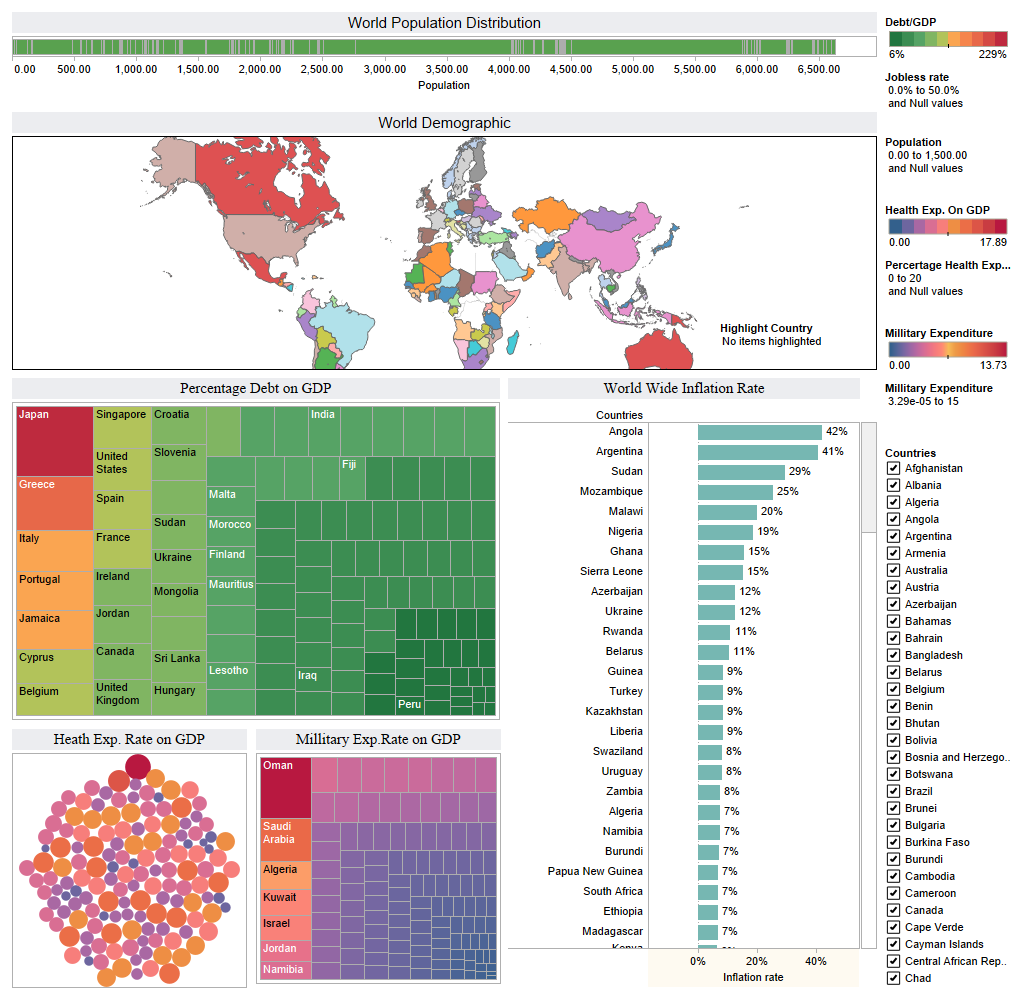 World Population Distribution
0.00 500.00 1,000.00 1,500.00 2,000.00 2,500.00 3,000.00 3,500.00 4,000.00 4,500.00 5,000.00 5,500.00 6,000.00 6,500.00
Population
World Demographic
Highlight Country
No items highlighted
Debt/GDP
6% 229%
Jobless rate
0.0% to 50.0%
and Null values
Population
0.00 to 1,500.00
and Null values
Health Exp. On GDP
0.00 17.89
Percentage Health Exp...
0 to 20
and Null values
Millitary Expenditure
0.00 13.73
Millitary Expenditure
3.29e-05 to 15
Percentage Debt on GDP
Japan
Greece
Italy
Portugal
Jamaica
Cyprus
Belgium
Singapore
United
States
Spain
France
Ireland
Jordan
Canada
United
Kingdom
Croatia
Slovenia
Sudan
Ukraine
Mongolia
Sri Lanka
Hungary
Malta
Morocco
Finland
Mauritius
Lesotho
India
Fiji
Iraq
Peru
World Wide Inflation Rate
Countries
Angola 42%
Argentina 41%
Sudan 29%
Mozambique 25%
Malawi 20%
Nigeria 19%
Ghana 15%
Sierra Leone 15%
Azerbaijan 12%
Ukraine 12%
Rwanda 11%
Belarus 11%
Guinea 9%
Turkey 9%
Kazakhstan 9%
Liberia 9%
Swaziland 8%
Uruguay 8%
Zambia 8%
Algeria 7%
Namibia 7%
Burundi 7%
Papua New Guinea 7%
South Africa 7%
Ethiopia 7%
Madagascar 7%
Kenya
0% 20% 40%
Inflation rate
Heath Exp. Rate on GDP
Millitary Exp.Rate on GDP
Oman
Saudi
Arabia
Algeria
Kuwait
Israel
Jordan
Namibia
Countries
Afghanistan
Albania
Algeria
Angola
Argentina
Armenia
Australia
Austria
Azerbaijan
Bahamas
Bahrain
Bangladesh
Belarus
Belgium
Benin
Bhutan
Bolivia
Bosnia and Herzego..
Botswana
Brazil
Brunei
Bulgaria
Burkina Faso
Burundi
Cambodia
Cameroon
Canada
Cape Verde
Cayman Islands
Central African Rep..
Chad